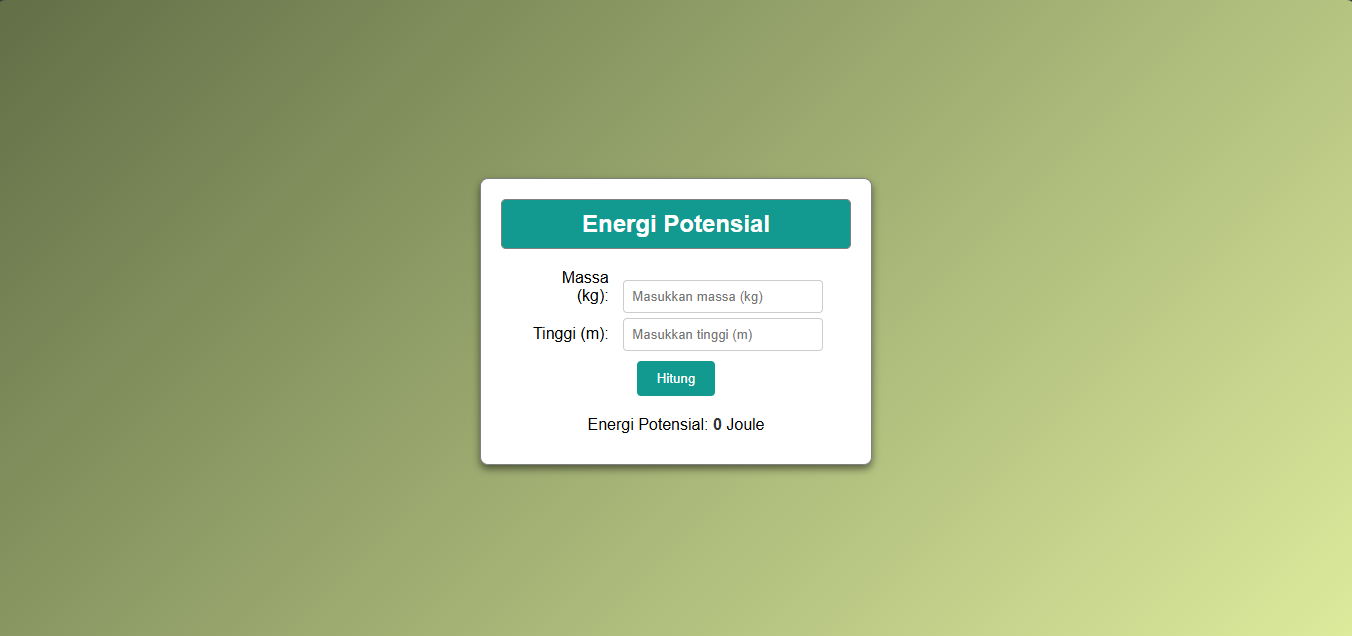 Energi Potensial
Massa
(kg):
Masukkan massa (kg)
Tinggi (m):
Masukkan tinggi (m)
Hitung
Energi Potensial: 0 Joule